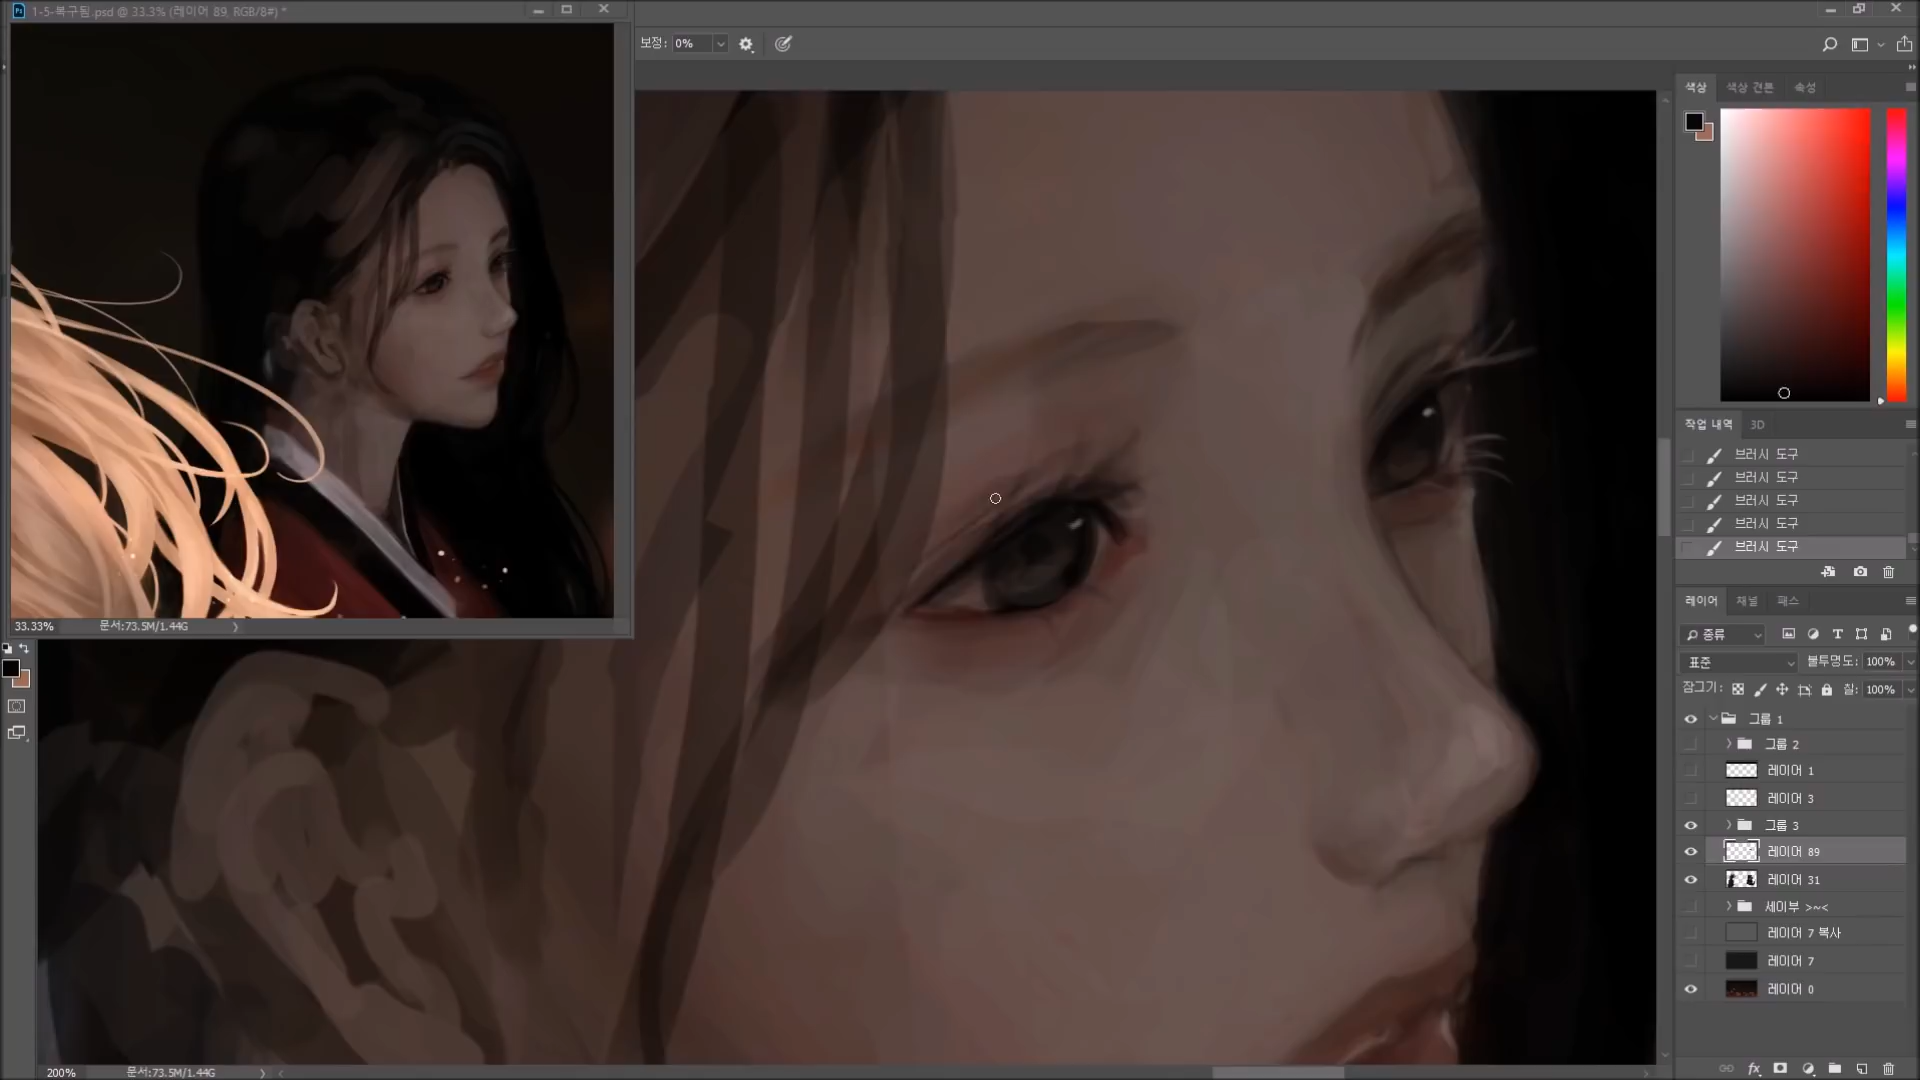 1-5-복구됨.psd @ 33.3% (레이어 89, RGB/8#) *
보정: 0%
색상 색상 견본 속성
작업 내역 3D
브러시 도구
브러시 도구
브러시 도구
브러시 도구
브러시 도구
레이어 채널 패스
종류
표준 불투명도: 100%
잠그기: 칠: 100%
그룹 1
그룹 2
레이어 1
레이어 3
그룹 3
레이어 89
레이어 31
세이부 >~<
레이어 7 복사
레이어 7
레이어 0
33.33% 문서:73.5M/1.44G
200% 문서:73.5M/1.44G